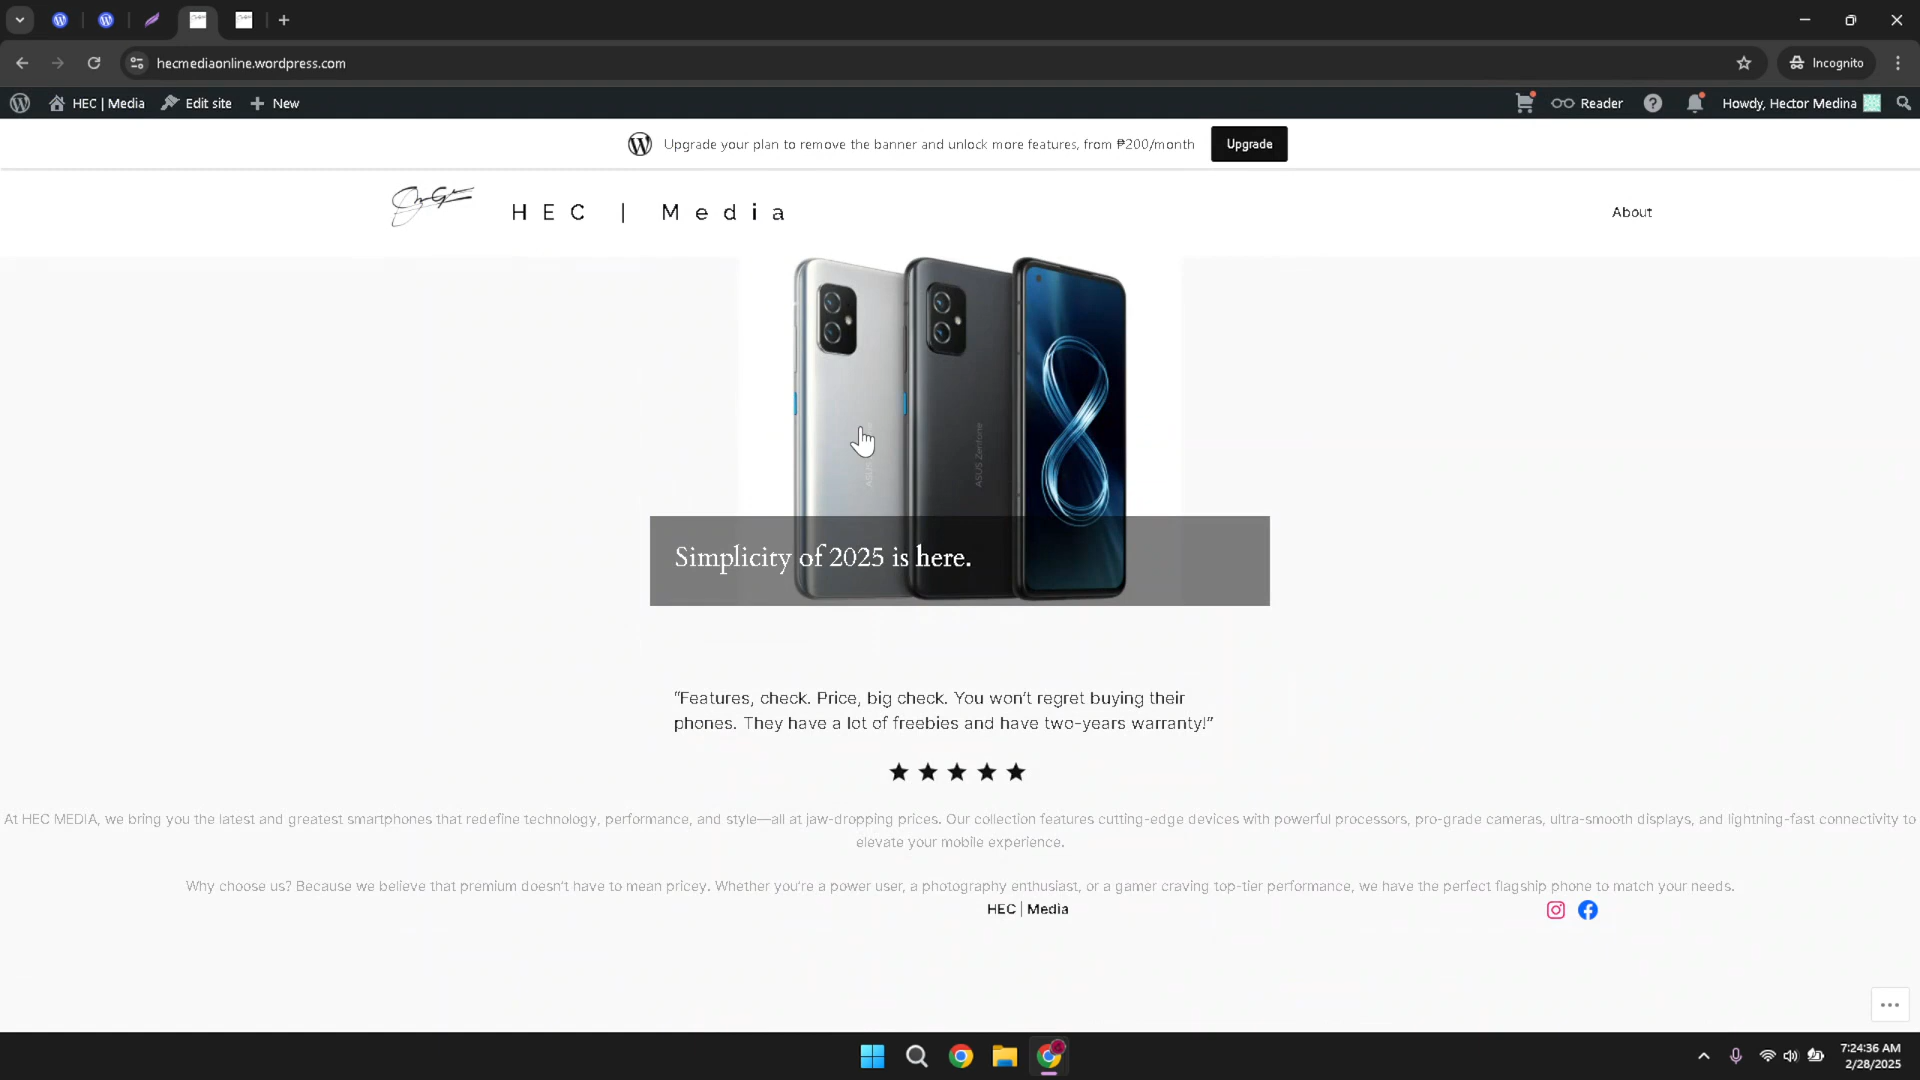 hecmediaonline.wordpress.com
Incognito
HEC | Media
Edit site
New
Reader
Howdy, Hector Medina
Upgrade your plan to remove the banner and unlock more features, from ₱200/month
Upgrade
HEC | Media
About
ASUS Zenfone
Simplicity of 2025 is here.
“Features, check. Price, big check. You won’t regret buying their
phones. They have a lot of freebies and have two-years warranty!”
At HEC MEDIA, we bring you the latest and greatest smartphones that redefine technology, performance, and style—all at jaw-dropping prices. Our collection features cutting-edge devices with powerful processors, pro-grade cameras, ultra-smooth displays, and lightning-fast connectivity to
elevate your mobile experience.
Why choose us? Because we believe that premium doesn’t have to mean pricey. Whether you’re a power user, a photography enthusiast, or a gamer craving top-tier performance, we have the perfect flagship phone to match your needs.
HEC | Media
7:24:36 AM
2/28/2025